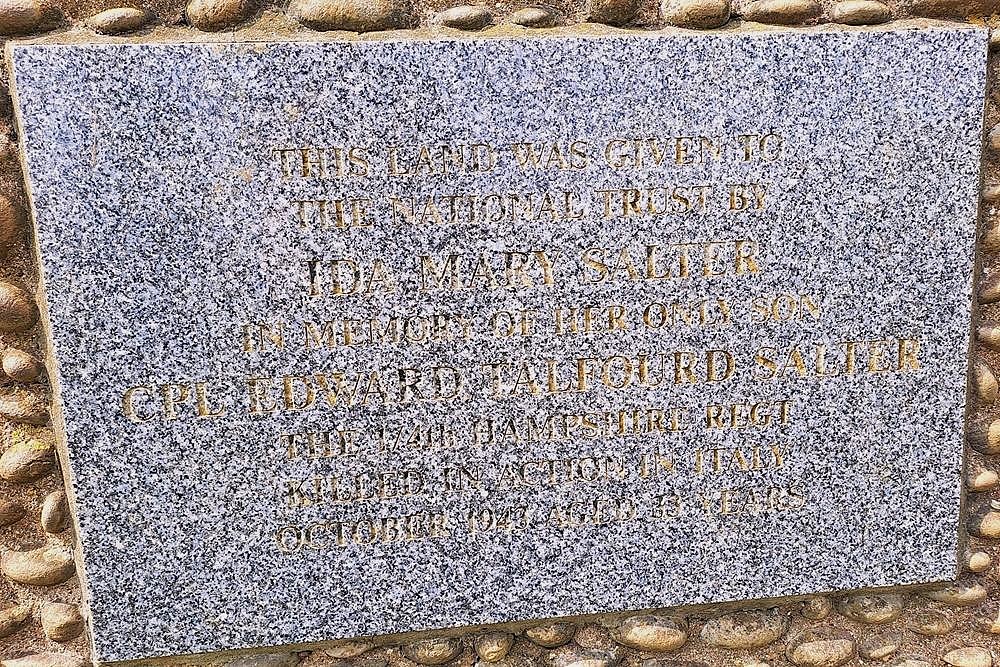 THIS LAND WAS GIVEN TO
THE NATIONAL TRUST BY
IDA MARY SALTER
IN MEMORY OF HER ONLY SON
CPL EDWARD TALFOURD SALTER
THE 1/4TH HAMPSHIRE REGT
KILLED IN ACTION IN ITALY
OCTOBER 1943 AGED 33 YEARS